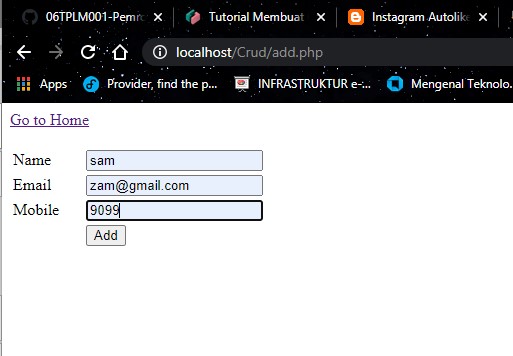 06TPLM001-Pemro
Tutorial Membuat
Instagram Autolike
localhost/Crud/add.php
Apps
Provider, find the p...
INFRASTRUKTUR e-...
Mengenal Teknolo...
Go to Home
Name sam
Email zam@gmail.com
Mobile 9099
Add